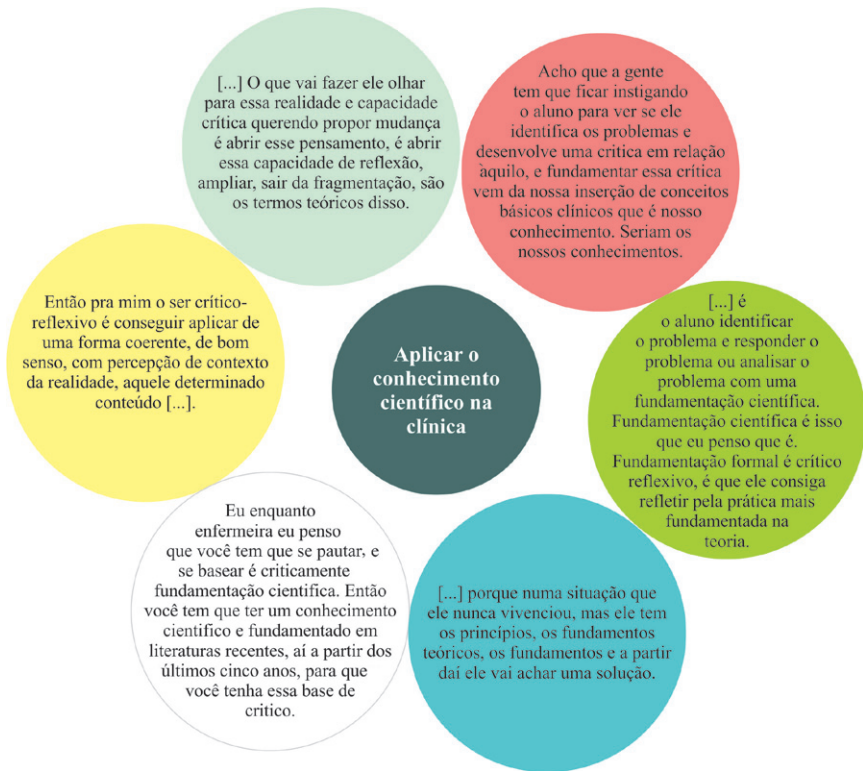 [...] O que vai fazer ele olhar
para essa realidade e capacidade
crítica querendo propor mudança
é abrir esse pensamento, é abrir
essa capacidade de reflexão,
ampliar, sair da fragmentação, são
os termos teóricos disso.
Acho que a gente
tem que ficar instigando
o aluno para ver se ele
identifica os problemas e
desenvolve uma critica em relação
àquilo, e fundamentar essa crítica
vem da nossa inserção de conceitos
básicos clínicos que é nosso
conhecimento. Seriam os
nossos conhecimentos.
[...] é
o aluno identificar
o problema e responder o
problema ou analisar o
problema com uma
fundamentação científica.
Fundamentação científica é isso
que eu penso que é.
Fundamentação formal é crítico
reflexivo, é que ele consiga
refletir pela prática mais
fundamentada na
teoria.
[...] porque numa situação que
ele nunca vivenciou, mas ele tem
os princípios, os fundamentos
teóricos, os fundamentos e a partir
daí ele vai achar uma solução.
Eu enquanto
enfermeira eu penso
que você tem que se pautar, e
se basear é criticamente
fundamentação cientifica. Então
você tem que ter um conhecimento
cientifico e fundamentado em
literaturas recentes, aí a partir dos
últimos cinco anos, para que
você tenha essa base de
critico.
Então pra mim o ser crítico-
reflexivo é conseguir aplicar de
uma forma coerente, de bom
senso, com percepção de contexto
da realidade, aquele determinado
conteúdo [...].
Aplicar o
conhecimento
científico na
clínica